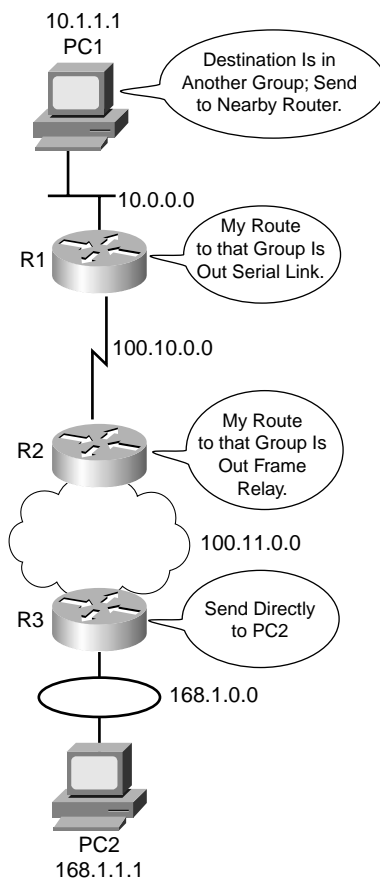 10.1.1.1
PC1
Destination Is in
Another Group; Send
to Nearby Router.
10.0.0.0
R1
My Route
to that Group Is
Out Serial Link.
100.10.0.0
R2
My Route
to that Group Is
Out Frame
Relay.
100.11.0.0
R3
Send Directly
to PC2
168.1.0.0
PC2
168.1.1.1